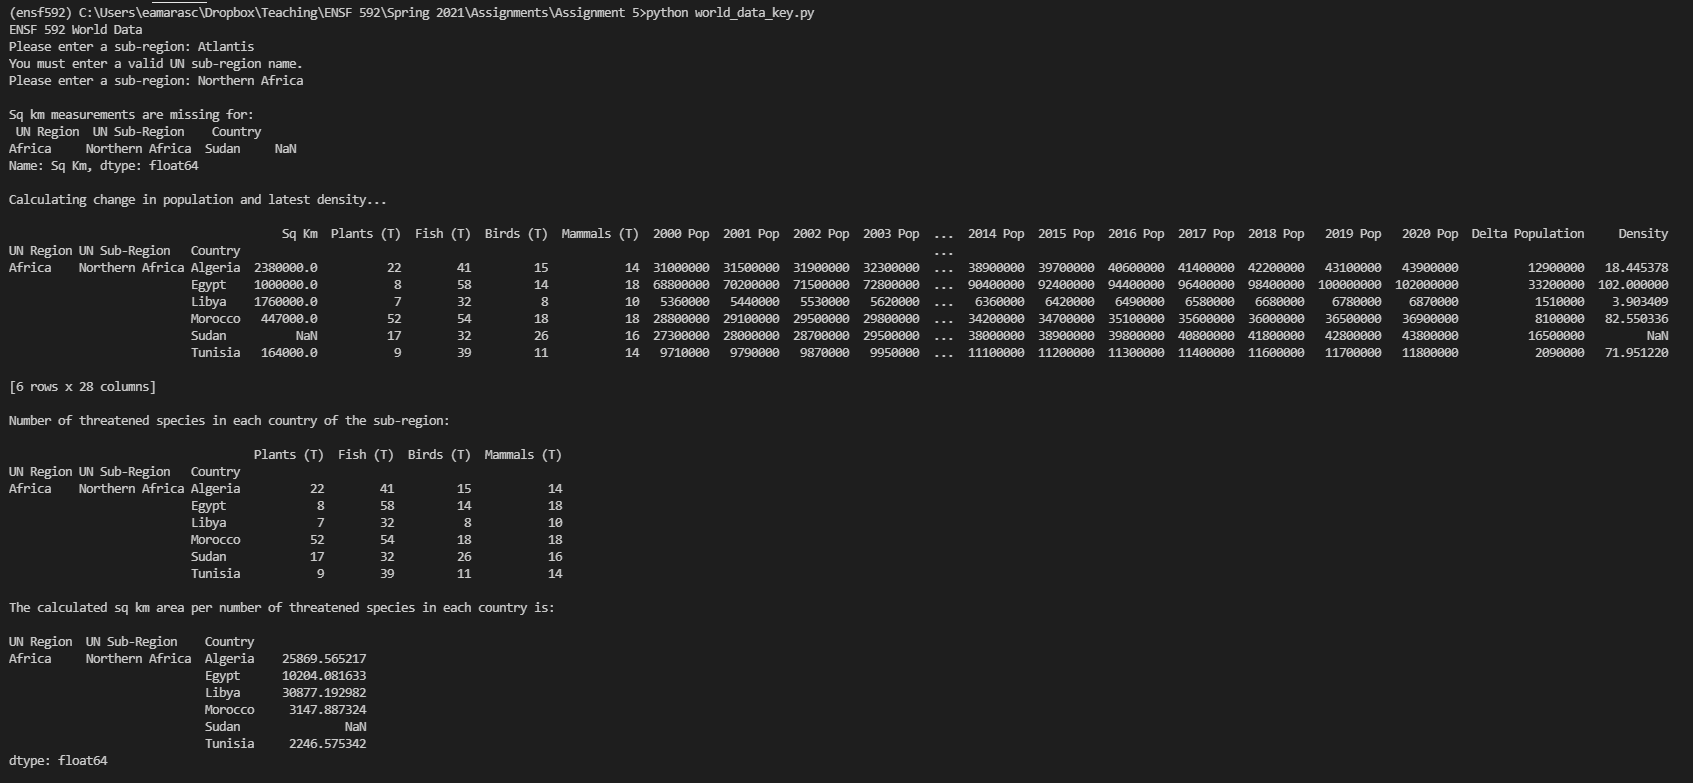 (ensf592) C:\Users\eamarasc\Dropbox\Teaching\ENSF 592\Spring 2021\Assignments\Assignment 5>python world_data_key.py
ENSF 592 World Data
Please enter a sub-region: Atlantis
You must enter a valid UN sub-region name.
Please enter a sub-region: Northern Africa
Sq km measurements are missing for:
UN Region  UN Sub-Region   Country
Africa     Northern Africa  Sudan     NaN
Name: Sq Km, dtype: float64
Calculating change in population and latest density...
Sq Km  Plants (T)  Fish (T)  Birds (T)  Mammals (T)  2000 Pop  2001 Pop  2002 Pop  2003 Pop  ...  2014 Pop  2015 Pop  2016 Pop  2017 Pop  2018 Pop   2019 Pop   2020 Pop  Delta Population     Density
UN Region UN Sub-Region   Country  ...
Africa    Northern Africa Algeria  2380000.0  22  41  15  14  31000000  31500000  31900000  32300000  ...  38900000  39700000  40600000  41400000  42200000  43100000  43900000  12900000  18.445378
Egypt  1000000.0  8  58  14  18  68800000  70200000  71500000  72800000  ...  90400000  92400000  94400000  96400000  98400000  100000000  102000000  33200000  102.000000
Libya  1760000.0  7  32  8  10  5360000  5440000  5530000  5620000  ...  6360000  6420000  6490000  6580000  6680000  6780000  6870000  1510000  3.903409
Morocco  447000.0  52  54  18  18  28800000  29100000  29500000  29800000  ...  34200000  34700000  35100000  35600000  36000000  36500000  36900000  8100000  82.550336
Sudan  NaN  17  32  26  16  27300000  28000000  28700000  29500000  ...  38000000  38900000  39800000  40800000  41800000  42800000  43800000  16500000  NaN
Tunisia  164000.0  9  39  11  14  9710000  9790000  9870000  9950000  ...  11100000  11200000  11300000  11400000  11600000  11700000  11800000  2090000  71.951220
[6 rows x 28 columns]
Number of threatened species in each country of the sub-region:
Plants (T)  Fish (T)  Birds (T)  Mammals (T)
UN Region UN Sub-Region   Country
Africa    Northern Africa Algeria  22  41  15  14
Egypt  8  58  14  18
Libya  7  32  8  10
Morocco  52  54  18  18
Sudan  17  32  26  16
Tunisia  9  39  11  14
The calculated sq km area per number of threatened species in each country is:
UN Region  UN Sub-Region    Country
Africa     Northern Africa  Algeria    25869.565217
Egypt      10204.081633
Libya      30877.192982
Morocco     3147.887324
Sudan               NaN
Tunisia     2246.575342
dtype: float64